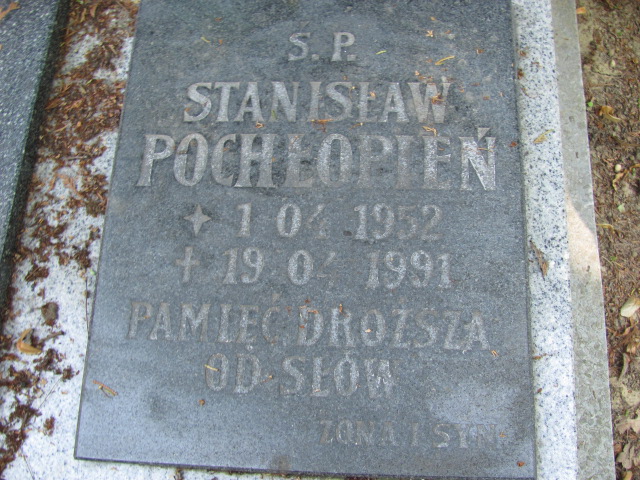 S. P.
STANISŁAW
POCHŁOPIEŃ
✶ 1 04 1952
✝ 19 04 1991
PAMIĘĆ DROŻSZA
OD SŁÓW
ŻONA I SYN